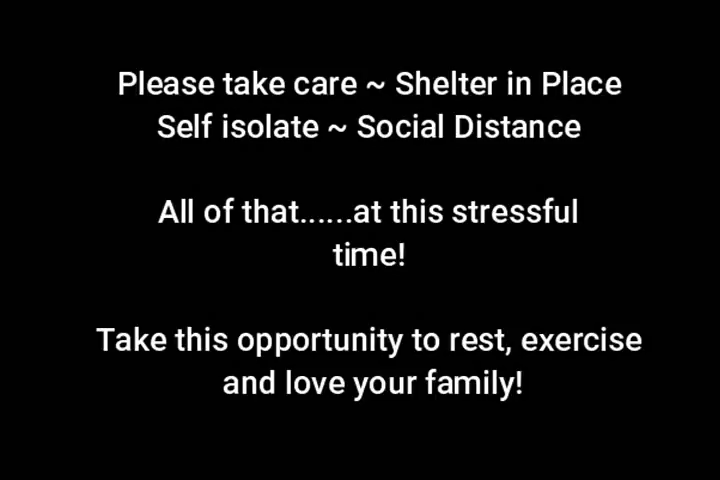 Please take care ~ Shelter in Place
Self isolate ~ Social Distance
All of that......at this stressful
time!
Take this opportunity to rest, exercise
and love your family!